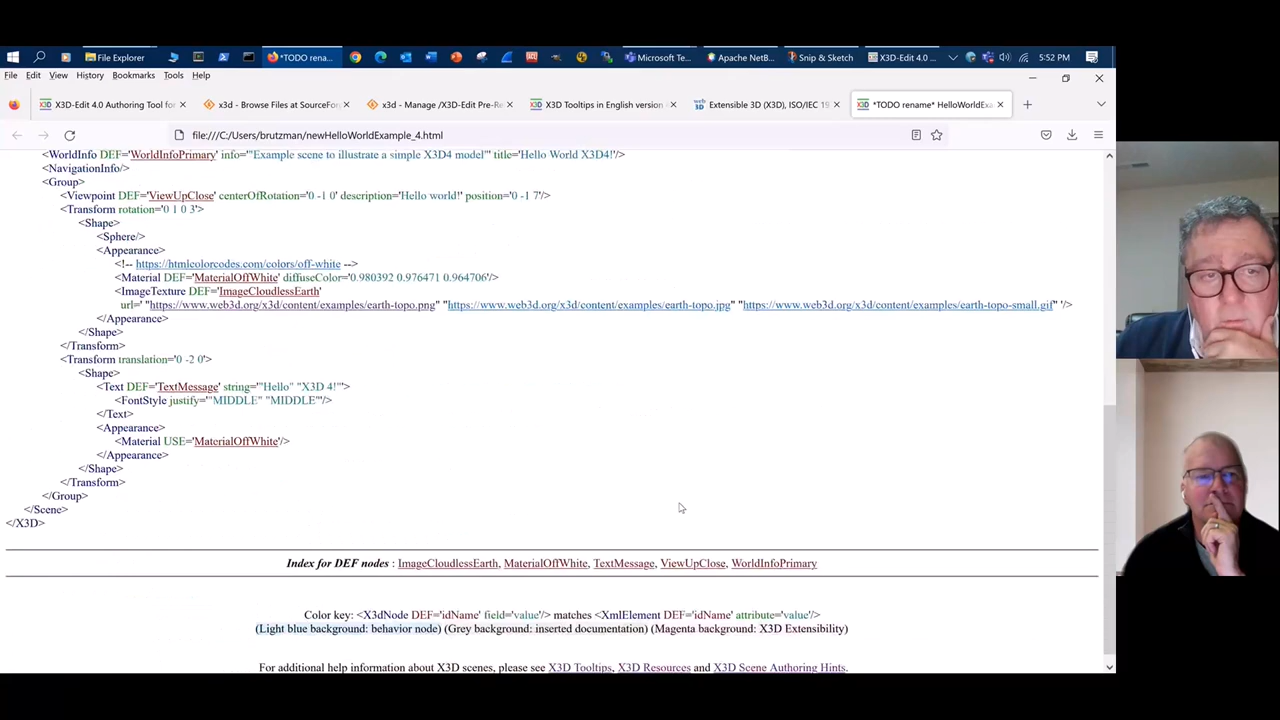 File Explorer
*TODO rena...
Microsoft Te...
Apache NetB...
Snip & Sketch
X3D-Edit 4.0 ...
5:52 PM
File Edit View History Bookmarks Tools Help
X3D-Edit 4.0 Authoring Tool for
x3d - Browse Files at SourceFor
x3d - Manage /X3D-Edit Pre-Re
X3D Tooltips in English version 4
Extensible 3D (X3D), ISO/IEC 19
*TODO rename* HelloWorldExa
file:///C:/Users/brutzman/newHelloWorldExample_4.html
<WorldInfo DEF='WorldInfoPrimary' info='"Example scene to illustrate a simple X3D4 model"' title='Hello World X3D4!'/>
<NavigationInfo/>
<Group>
<Viewpoint DEF='ViewUpClose' centerOfRotation='0 -1 0' description='Hello world!' position='0 -1 7'/>
<Transform rotation='0 1 0 3'>
<Shape>
<Sphere/>
<Appearance>
<!-- https://htmlcolorcodes.com/colors/off-white -->
<Material DEF='MaterialOffWhite' diffuseColor='0.980392 0.976471 0.964706'/>
<ImageTexture DEF='ImageCloudlessEarth'
url=' "https://www.web3d.org/x3d/content/examples/earth-topo.png" "https://www.web3d.org/x3d/content/examples/earth-topo.jpg" "https://www.web3d.org/x3d/content/examples/earth-topo-small.gif" '/>
</Appearance>
</Shape>
</Transform>
<Transform translation='0 -2 0'>
<Shape>
<Text DEF='TextMessage' string='"Hello" "X3D 4!"'>
<FontStyle justify='"MIDDLE" "MIDDLE"'/>
</Text>
<Appearance>
<Material USE='MaterialOffWhite'/>
</Appearance>
</Shape>
</Transform>
</Group>
</Scene>
</X3D>
Index for DEF nodes : ImageCloudlessEarth, MaterialOffWhite, TextMessage, ViewUpClose, WorldInfoPrimary
Color key: <X3dNode DEF='idName' field='value'/> matches <XmlElement DEF='idName' attribute='value'/>
(Light blue background: behavior node) (Grey background: inserted documentation) (Magenta background: X3D Extensibility)
For additional help information about X3D scenes, please see X3D Tooltips, X3D Resources and X3D Scene Authoring Hints.